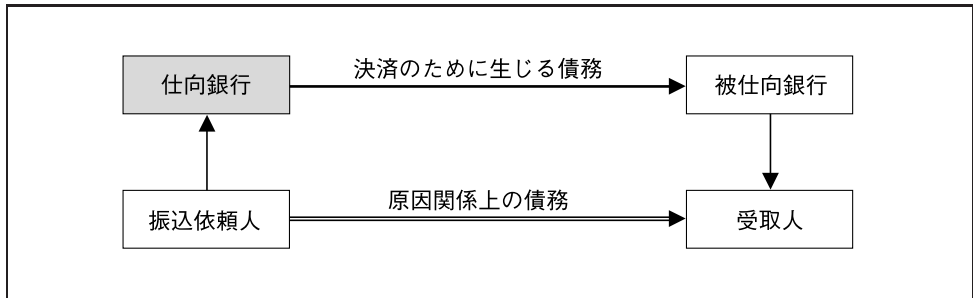 仕向銀行
決済のために生じる債務
被仕向銀行
振込依頼人
原因関係上の債務
受取人